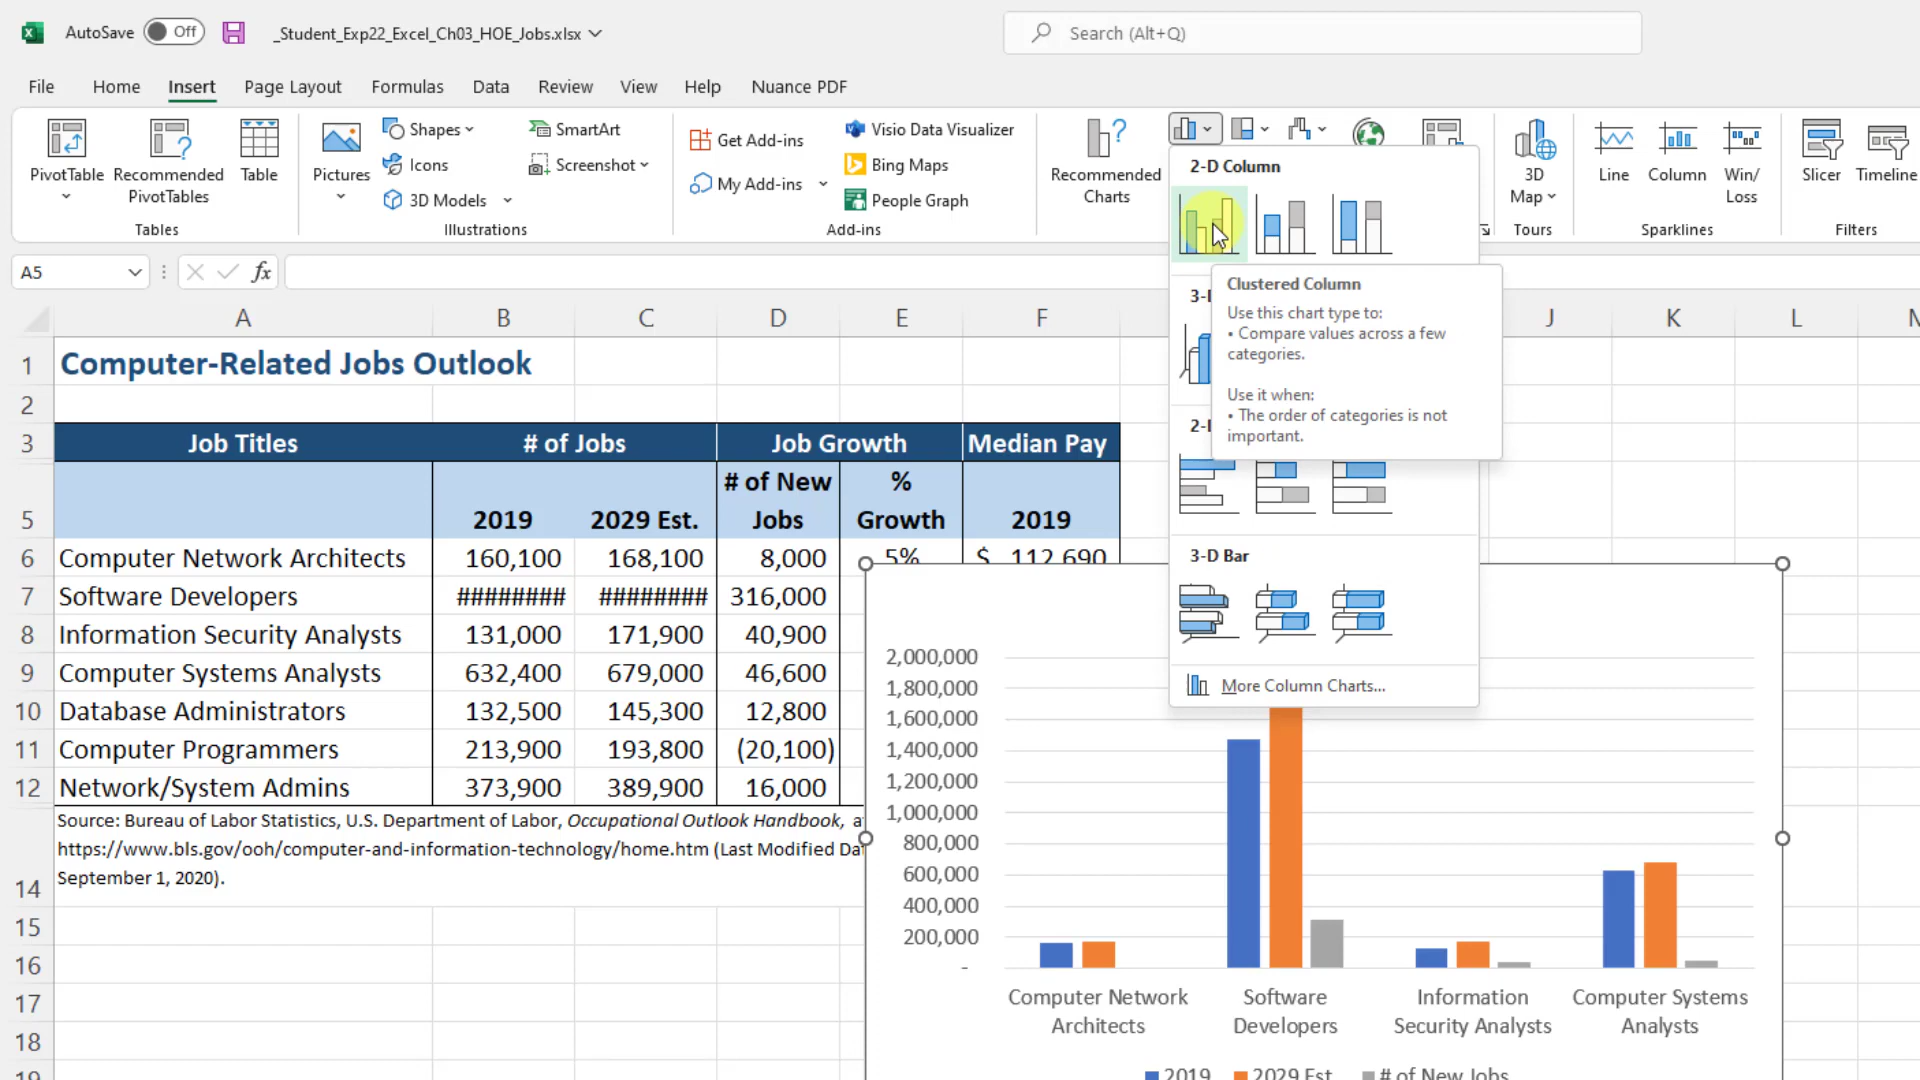 AutoSave Off _Student_Exp22_Excel_Ch03_HOE_Jobs.xlsx Search (Alt+Q)
File Home Insert Page Layout Formulas Data Review View Help Nuance PDF
PivotTable
Recommended PivotTables
Table
Tables
Pictures
Shapes
Icons
3D Models
SmartArt
Screenshot
Illustrations
Get Add-ins
My Add-ins
Visio Data Visualizer
Bing Maps
People Graph
Add-ins
Recommended Charts
3D Map
Tours
Line
Column
Win/Loss
Sparklines
Slicer
Timeline
Filters
2-D Column
Clustered Column
Use this chart type to:
• Compare values across a few
categories.
Use it when:
• The order of categories is not
important.
3-D Bar
More Column Charts...
A5 fx
A B C D E F J K L
1 Computer-Related Jobs Outlook
2
3 Job Titles # of Jobs Job Growth Median Pay
5 2019 2029 Est. # of New Jobs % Growth 2019
6 Computer Network Architects 160,100 168,100 8,000 5% $ 112,690
7 Software Developers ######## ######## 316,000
8 Information Security Analysts 131,000 171,900 40,900
9 Computer Systems Analysts 632,400 679,000 46,600
10 Database Administrators 132,500 145,300 12,800
11 Computer Programmers 213,900 193,800 (20,100)
12 Network/System Admins 373,900 389,900 16,000
Source: Bureau of Labor Statistics, U.S. Department of Labor, Occupational Outlook Handbook,
https://www.bls.gov/ooh/computer-and-information-technology/home.htm (Last Modified
14 September 1, 2020).
15
16
17
18
19
2,000,000
1,800,000
1,600,000
1,400,000
1,200,000
1,000,000
800,000
600,000
400,000
200,000
-
Computer Network
Architects
Software
Developers
Information
Security Analysts
Computer Systems
Analysts
2019 2029 Est. # of New Jobs